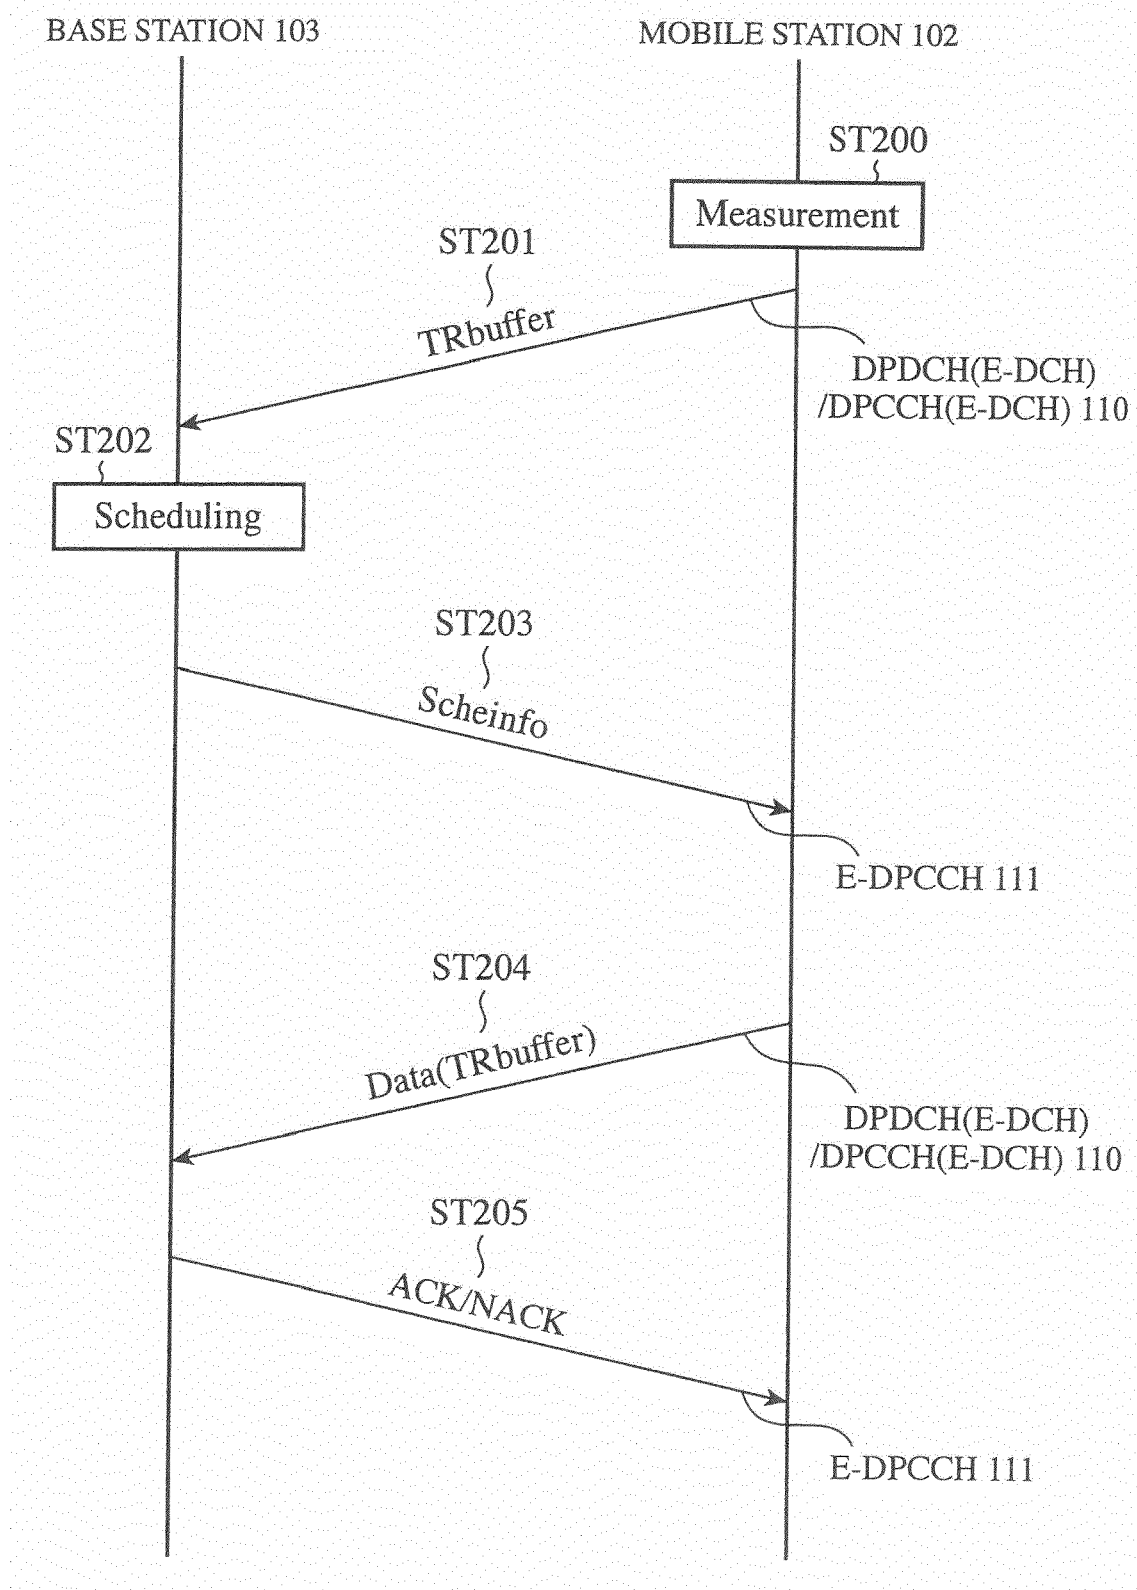 BASE STATION 103
MOBILE STATION 102
ST200
Measurement
ST201
TRbuffer
DPDCH(E-DCH)
/DPCCH(E-DCH) 110
ST202
Scheduling
ST203
Scheinfo
E-DPCCH 111
ST204
Data(TRbuffer)
DPDCH(E-DCH)
/DPCCH(E-DCH) 110
ST205
ACK/NACK
E-DPCCH 111